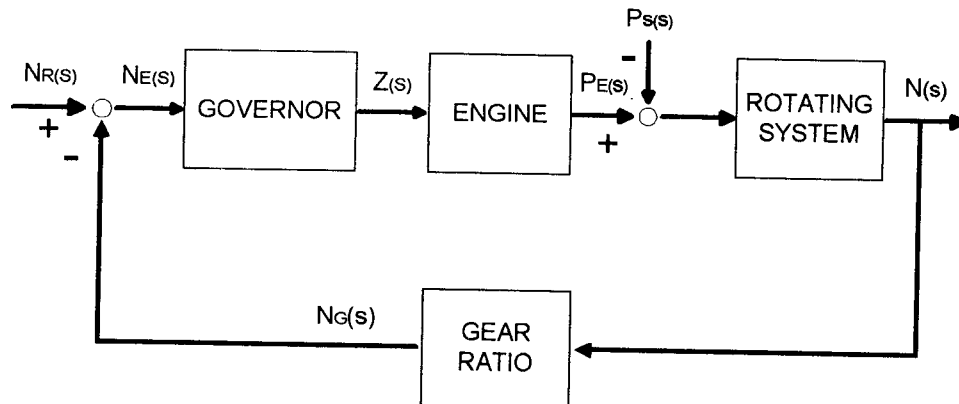 Ps(s)
-
NR(S)
NE(S)
Z(S)
PE(s)
N(s)
GOVERNOR
ENGINE
ROTATING
SYSTEM
+
-
+
NG(s)
GEAR
RATIO